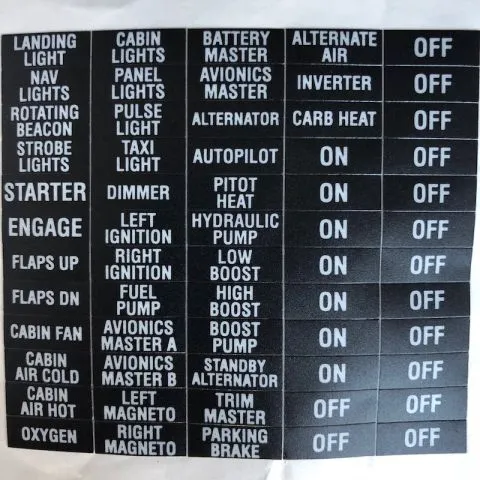 LANDING LIGHT CABIN LIGHTS BATTERY MASTER ALTERNATE AIR OFF
NAV LIGHTS PANEL LIGHTS AVIONICS MASTER INVERTER OFF
ROTATING BEACON PULSE LIGHT ALTERNATOR CARB HEAT OFF
STROBE LIGHTS TAXI LIGHT AUTOPILOT ON OFF
STARTER DIMMER PITOT HEAT ON OFF
ENGAGE LEFT IGNITION HYDRAULIC PUMP ON OFF
FLAPS UP RIGHT IGNITION LOW BOOST ON OFF
FLAPS DN FUEL PUMP HIGH BOOST ON OFF
CABIN FAN AVIONICS MASTER A BOOST PUMP ON OFF
CABIN AIR COLD AVIONICS MASTER B STANDBY ALTERNATOR ON OFF
CABIN AIR HOT LEFT MAGNETO TRIM MASTER OFF OFF
OXYGEN RIGHT MAGNETO PARKING BRAKE OFF OFF